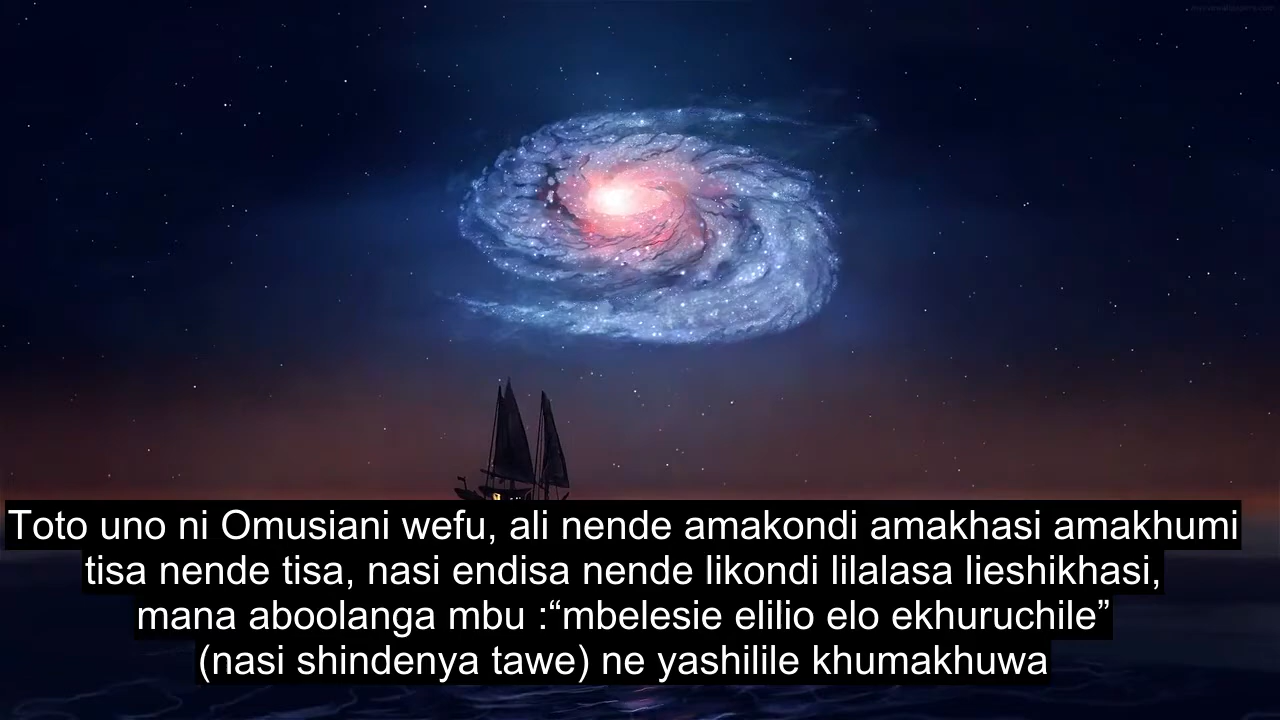 Toto uno ni Omusiani wefu, ali nende amakondi amakhasi amakhumi
tisa nende tisa, nasi endisa nende likondi lilalasa lieshikhasi,
mana aboolanga mbu :“mbelesie elilio elo ekhuruchile”
(nasi shindenya tawe) ne yashilile khumakhuwa